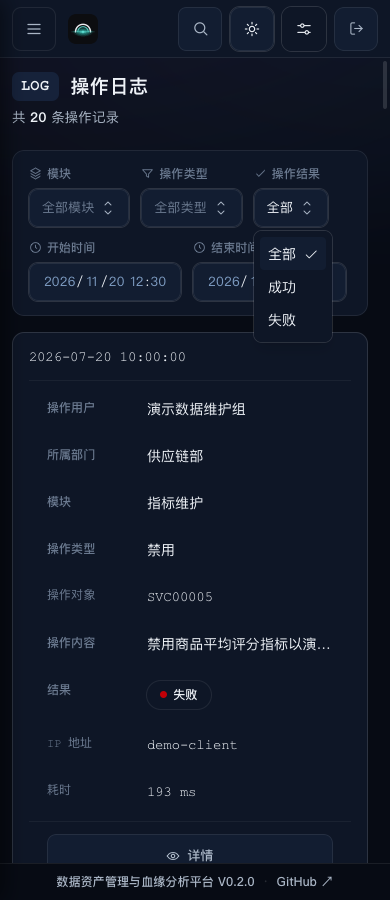 LOG 操作日志
共 20 条操作记录
模块 操作类型 操作结果
全部模块 全部类型 全部
开始时间 结束时间
2026/11/20 12:30 2026/
全部
成功
失败
2026-07-20 10:00:00
操作用户 演示数据维护组
所属部门 供应链部
模块 指标维护
操作类型 禁用
操作对象 SVC00005
操作内容 禁用商品平均评分指标以演...
结果 失败
IP 地址 demo-client
耗时 193 ms
详情
数据资产管理与血缘分析平台 V0.2.0 · GitHub ↗